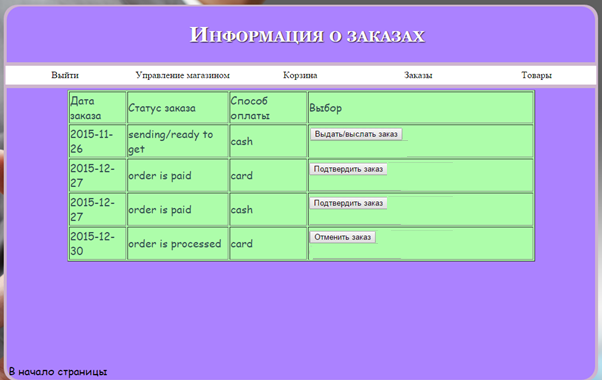 Информация о заказах
Выйти Управление магазином Корзина Заказы Товары
Дата заказа Статус заказа Способ оплаты Выбор
2015-11-26 sending/ready to get cash Выдать/выслать заказ
2015-12-27 order is paid card Подтвердить заказ
2015-12-27 order is paid cash Подтвердить заказ
2015-12-30 order is processed card Отменить заказ
В начало страницы